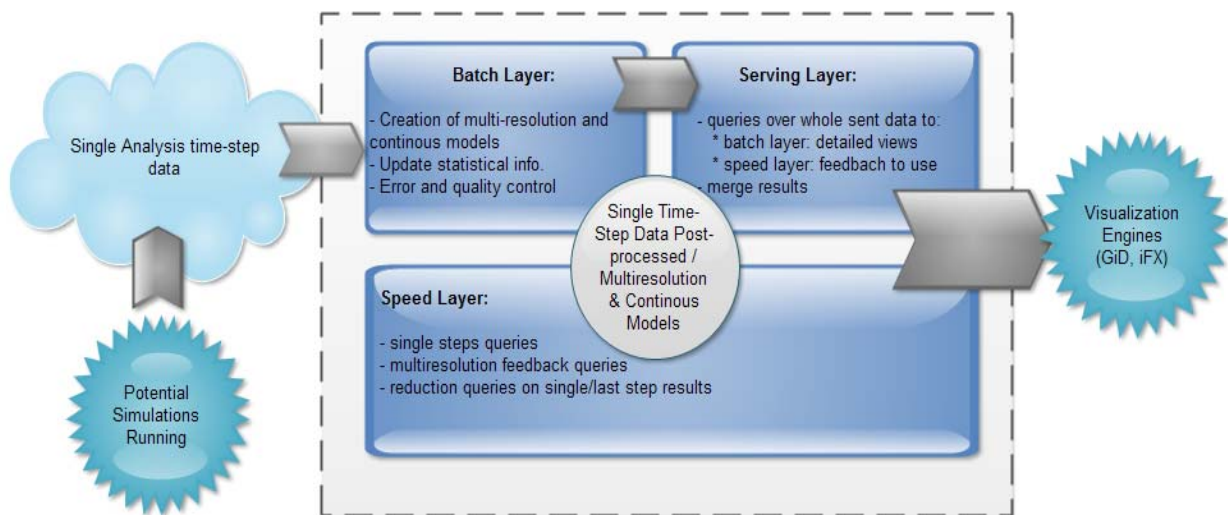 Single Analysis time-step
data
Potential
Simulations
Running
Batch Layer:
- Creation of multi-resolution and
continous models
- Update statistical info.
- Error and quality control
Serving Layer:
- queries over whole sent data to:
* batch layer: detailed views
* speed layer: feedback to use
- merge results
Single Time-
Step Data Post-
processed /
Multiresolution
& Continous
Models
Speed Layer:
- single steps queries
- multiresolution feedback queries
- reduction queries on single/last step results
Visualization
Engines
(GiD, iFX)